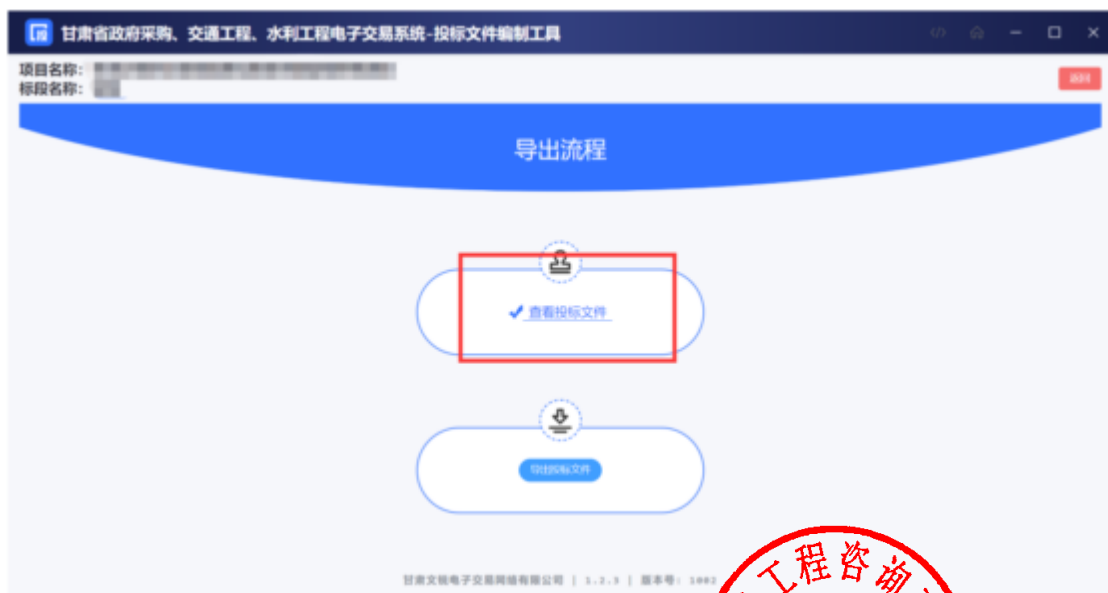 甘肃省政府采购、交通工程、水利工程电子交易系统-投标文件编制工具
项目名称：
标段名称：
返回
导出流程
查看投标文件
导出投标文件
甘肃文锐电子交易网络有限公司 | 1.2.3 | 版本号: 1002
工程咨询